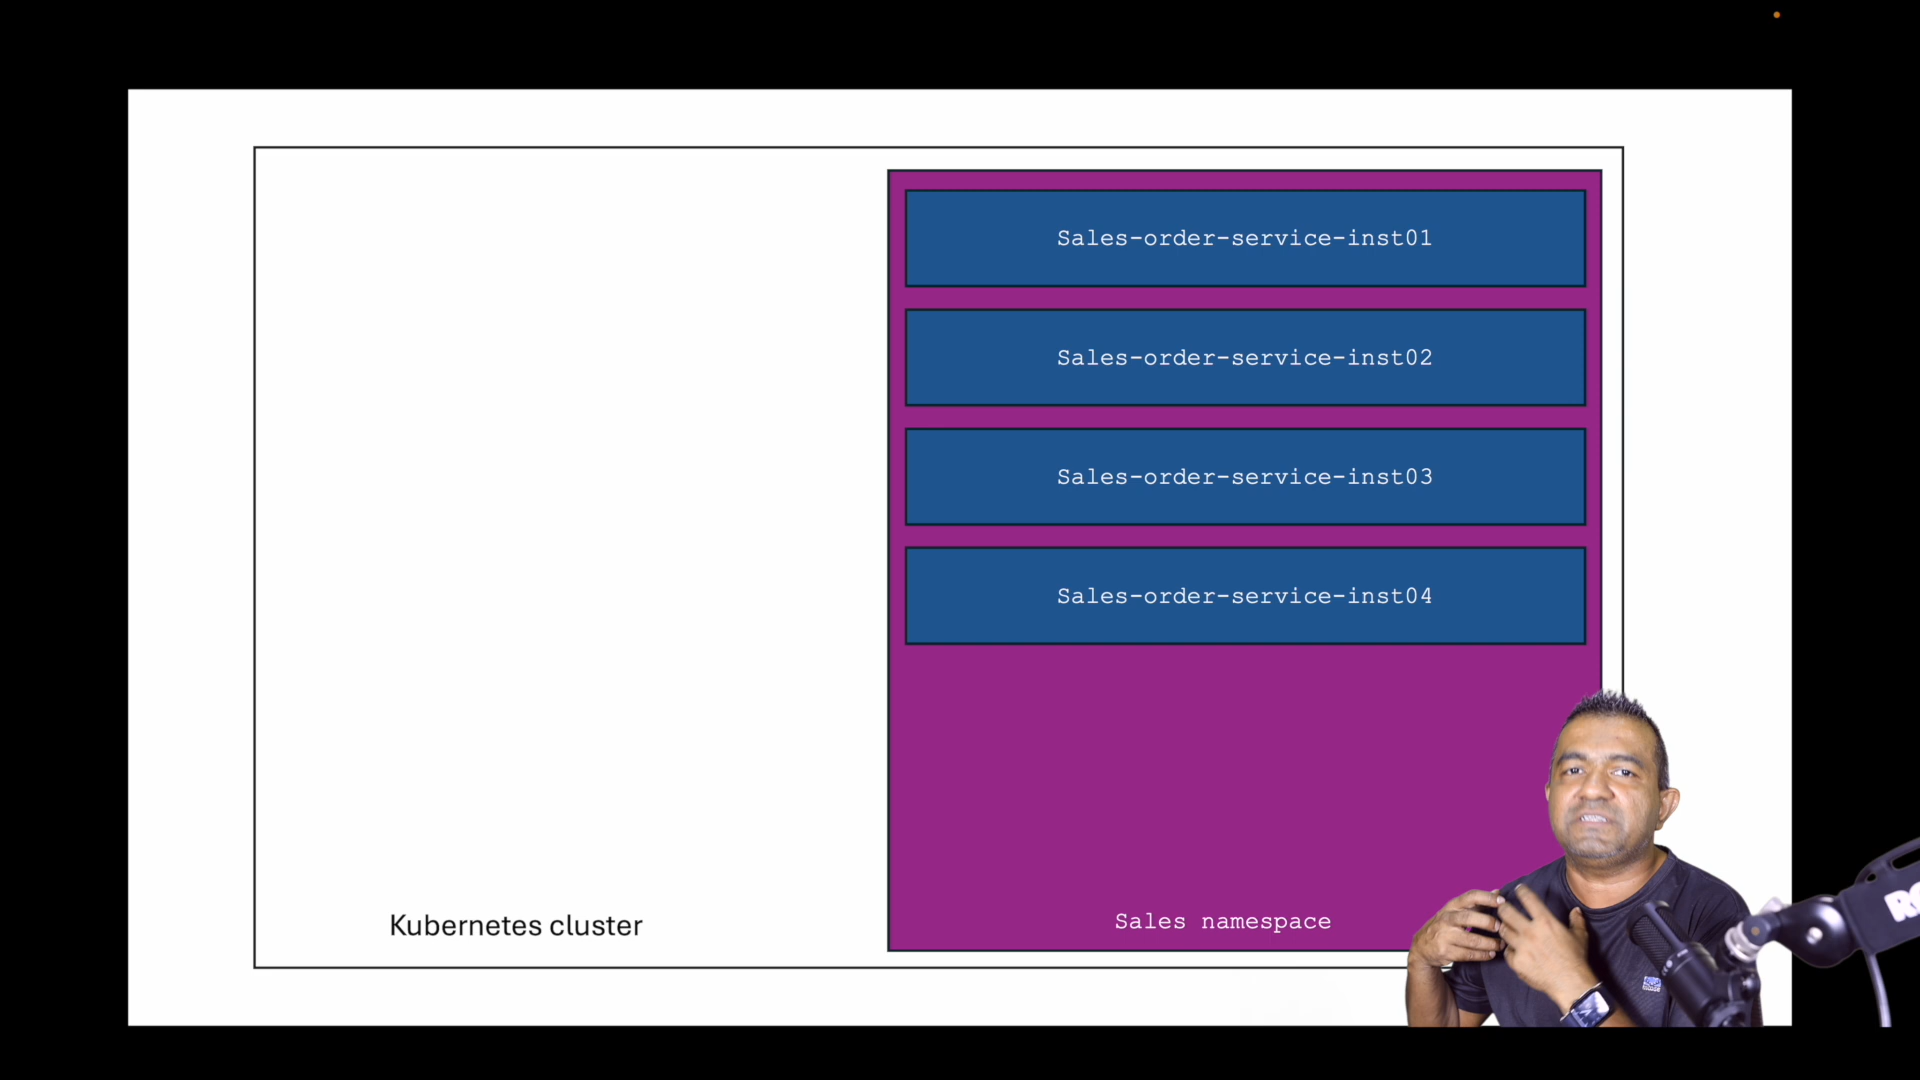 Sales-order-service-inst01
Sales-order-service-inst02
Sales-order-service-inst03
Sales-order-service-inst04
Kubernetes cluster
Sales namespace